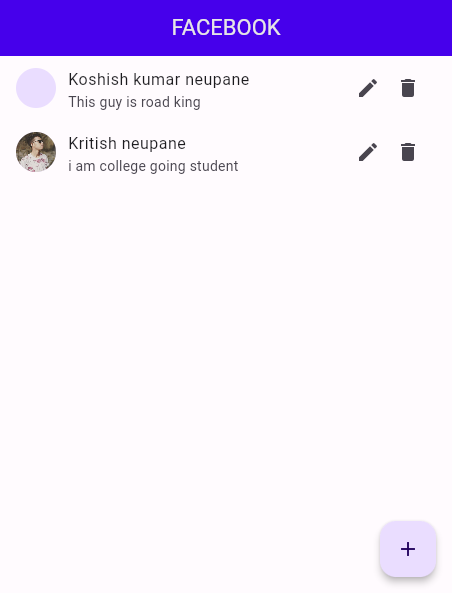 FACEBOOK
Koshish kumar neupane
This guy is road king
Kritish neupane
i am college going student